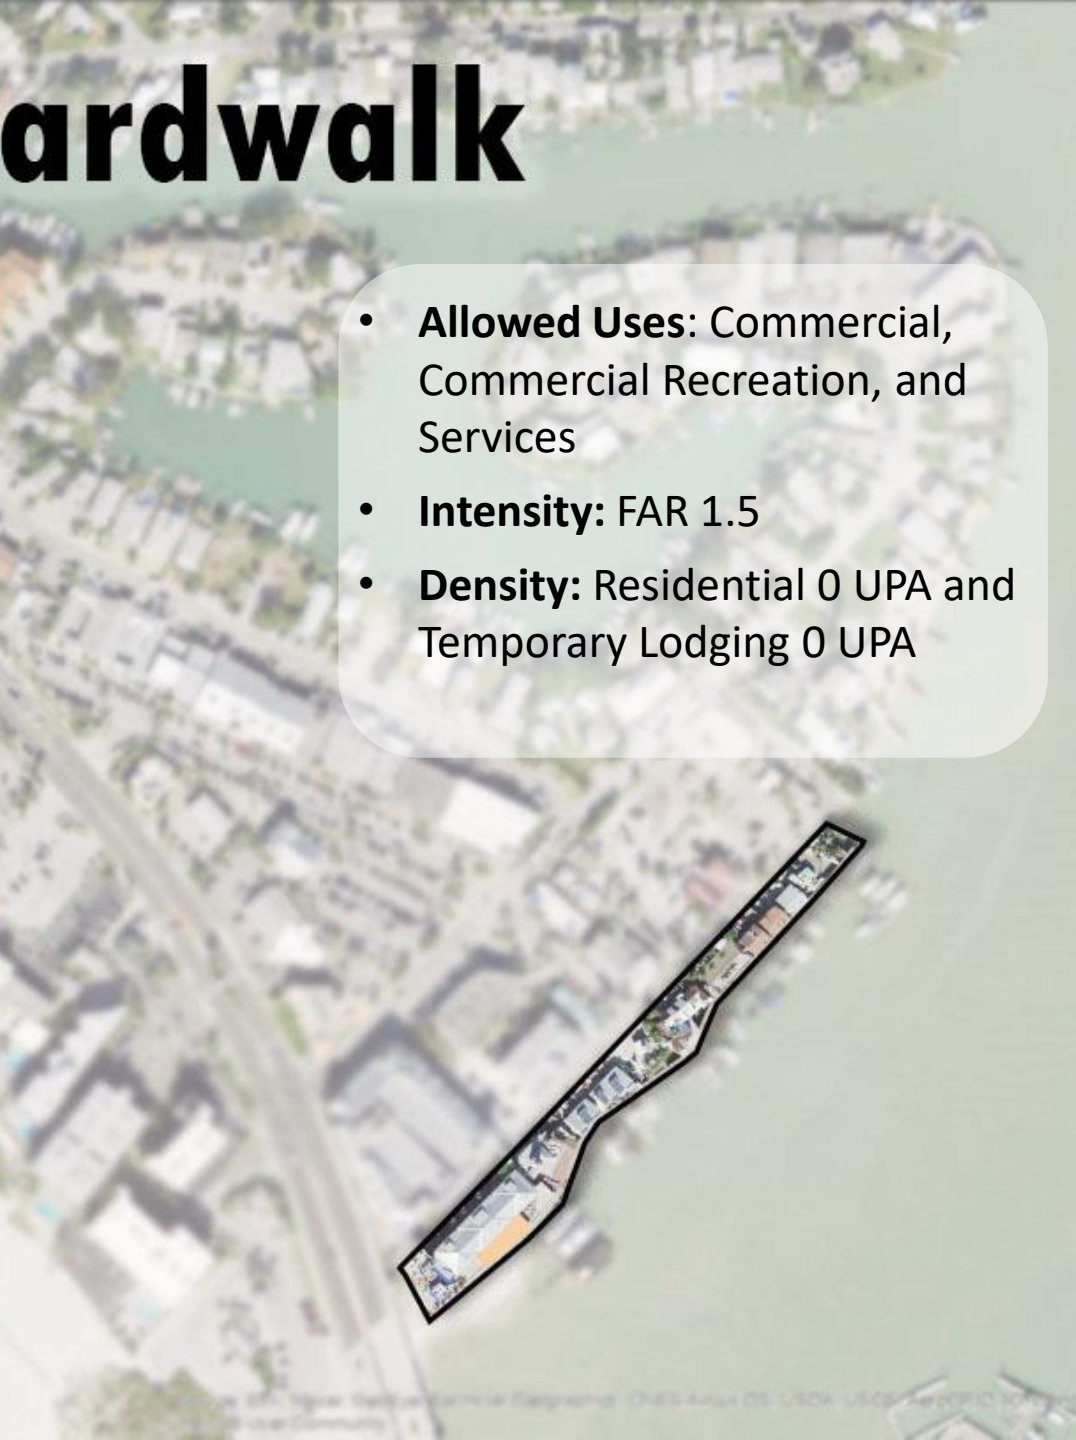 ardwalk
• Allowed Uses: Commercial,
Commercial Recreation, and
Services
• Intensity: FAR 1.5
• Density: Residential 0 UPA and
Temporary Lodging 0 UPA